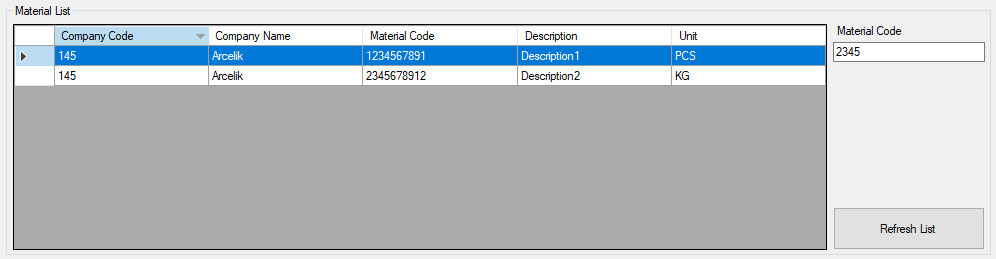 Material List
Company Code Company Name Material Code Description Unit
145 Arcelik 1234567891 Description1 PCS
145 Arcelik 2345678912 Description2 KG
Material Code
2345
Refresh List